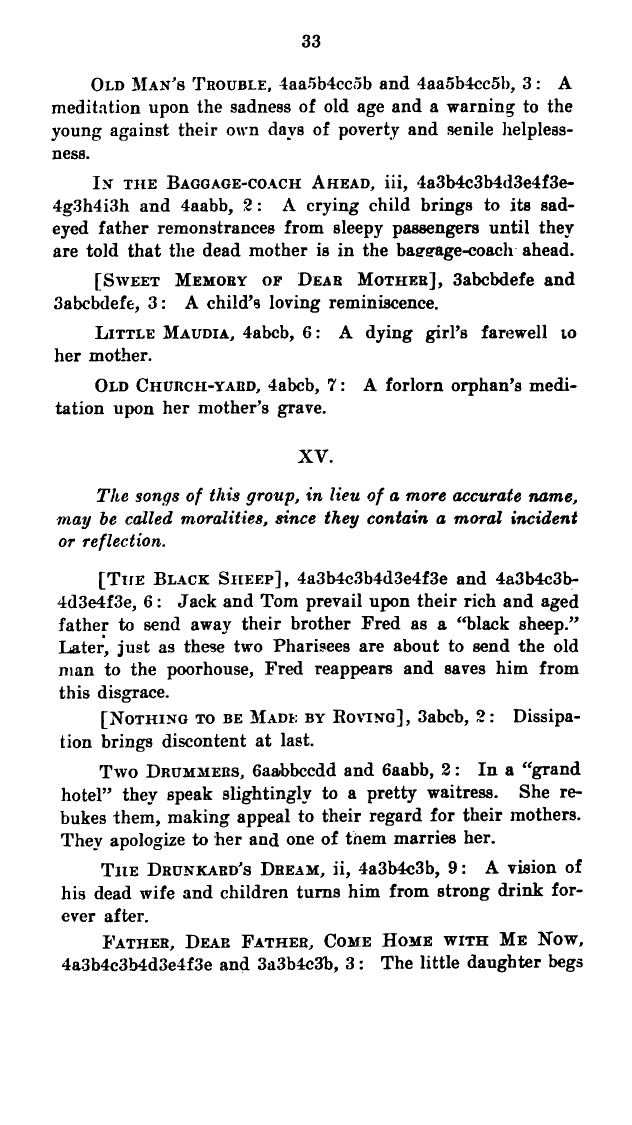 33
OLD MAN'S TROUBLE, 4aa5b4cc5b and 4aa5b4cc5b, 3: A
meditation upon the sadness of old age and a warning to the
young against their own days of poverty and senile helpless-
ness.
IN THE BAGGAGE-COACH AHEAD, iii, 4a3b4c3b4d3e4f3e-
4g3h4i3h and 4aabb, 2: A crying child brings to its sad-
eyed father remonstrances from sleepy passengers until they
are told that the dead mother is in the baggage-coach ahead.
[SWEET MEMORY OF DEAR MOTHER], 3abcbdefe and
3abcbdefe, 3: A child's loving reminiscence.
LITTLE MAUDIA, 4abcb, 6: A dying girl's farewell to
her mother.
OLD CHURCH-YARD, 4abcb, 7: A forlorn orphan's medi-
tation upon her mother's grave.
XV.
The songs of this group, in lieu of a more accurate name,
may be called moralities, since they contain a moral incident
or reflection.
[THE BLACK SHEEP], 4a3b4c3b4d3e4f3e and 4a3b4c3b-
4d3e4f3e, 6: Jack and Tom prevail upon their rich and aged
father to send away their brother Fred as a "black sheep."
Later, just as these two Pharisees are about to send the old
man to the poorhouse, Fred reappears and saves him from
this disgrace.
[NOTHING TO BE MADE BY ROVING], 3abcb, 2: Dissipa-
tion brings discontent at last.
TWO DRUMMERS, 6aabbccdd and 6aabb, 2: In a "grand
hotel" they speak slightingly to a pretty waitress. She re-
bukes them, making appeal to their regard for their mothers.
They apologize to her and one of them marries her.
THE DRUNKARD'S DREAM, ii, 4a3b4c3b, 9: A vision of
his dead wife and children turns him from strong drink for-
ever after.
FATHER, DEAR FATHER, COME HOME WITH ME NOW,
4a3b4c3b4d3e4f3e and 3a3b4c3b, 3: The little daughter begs